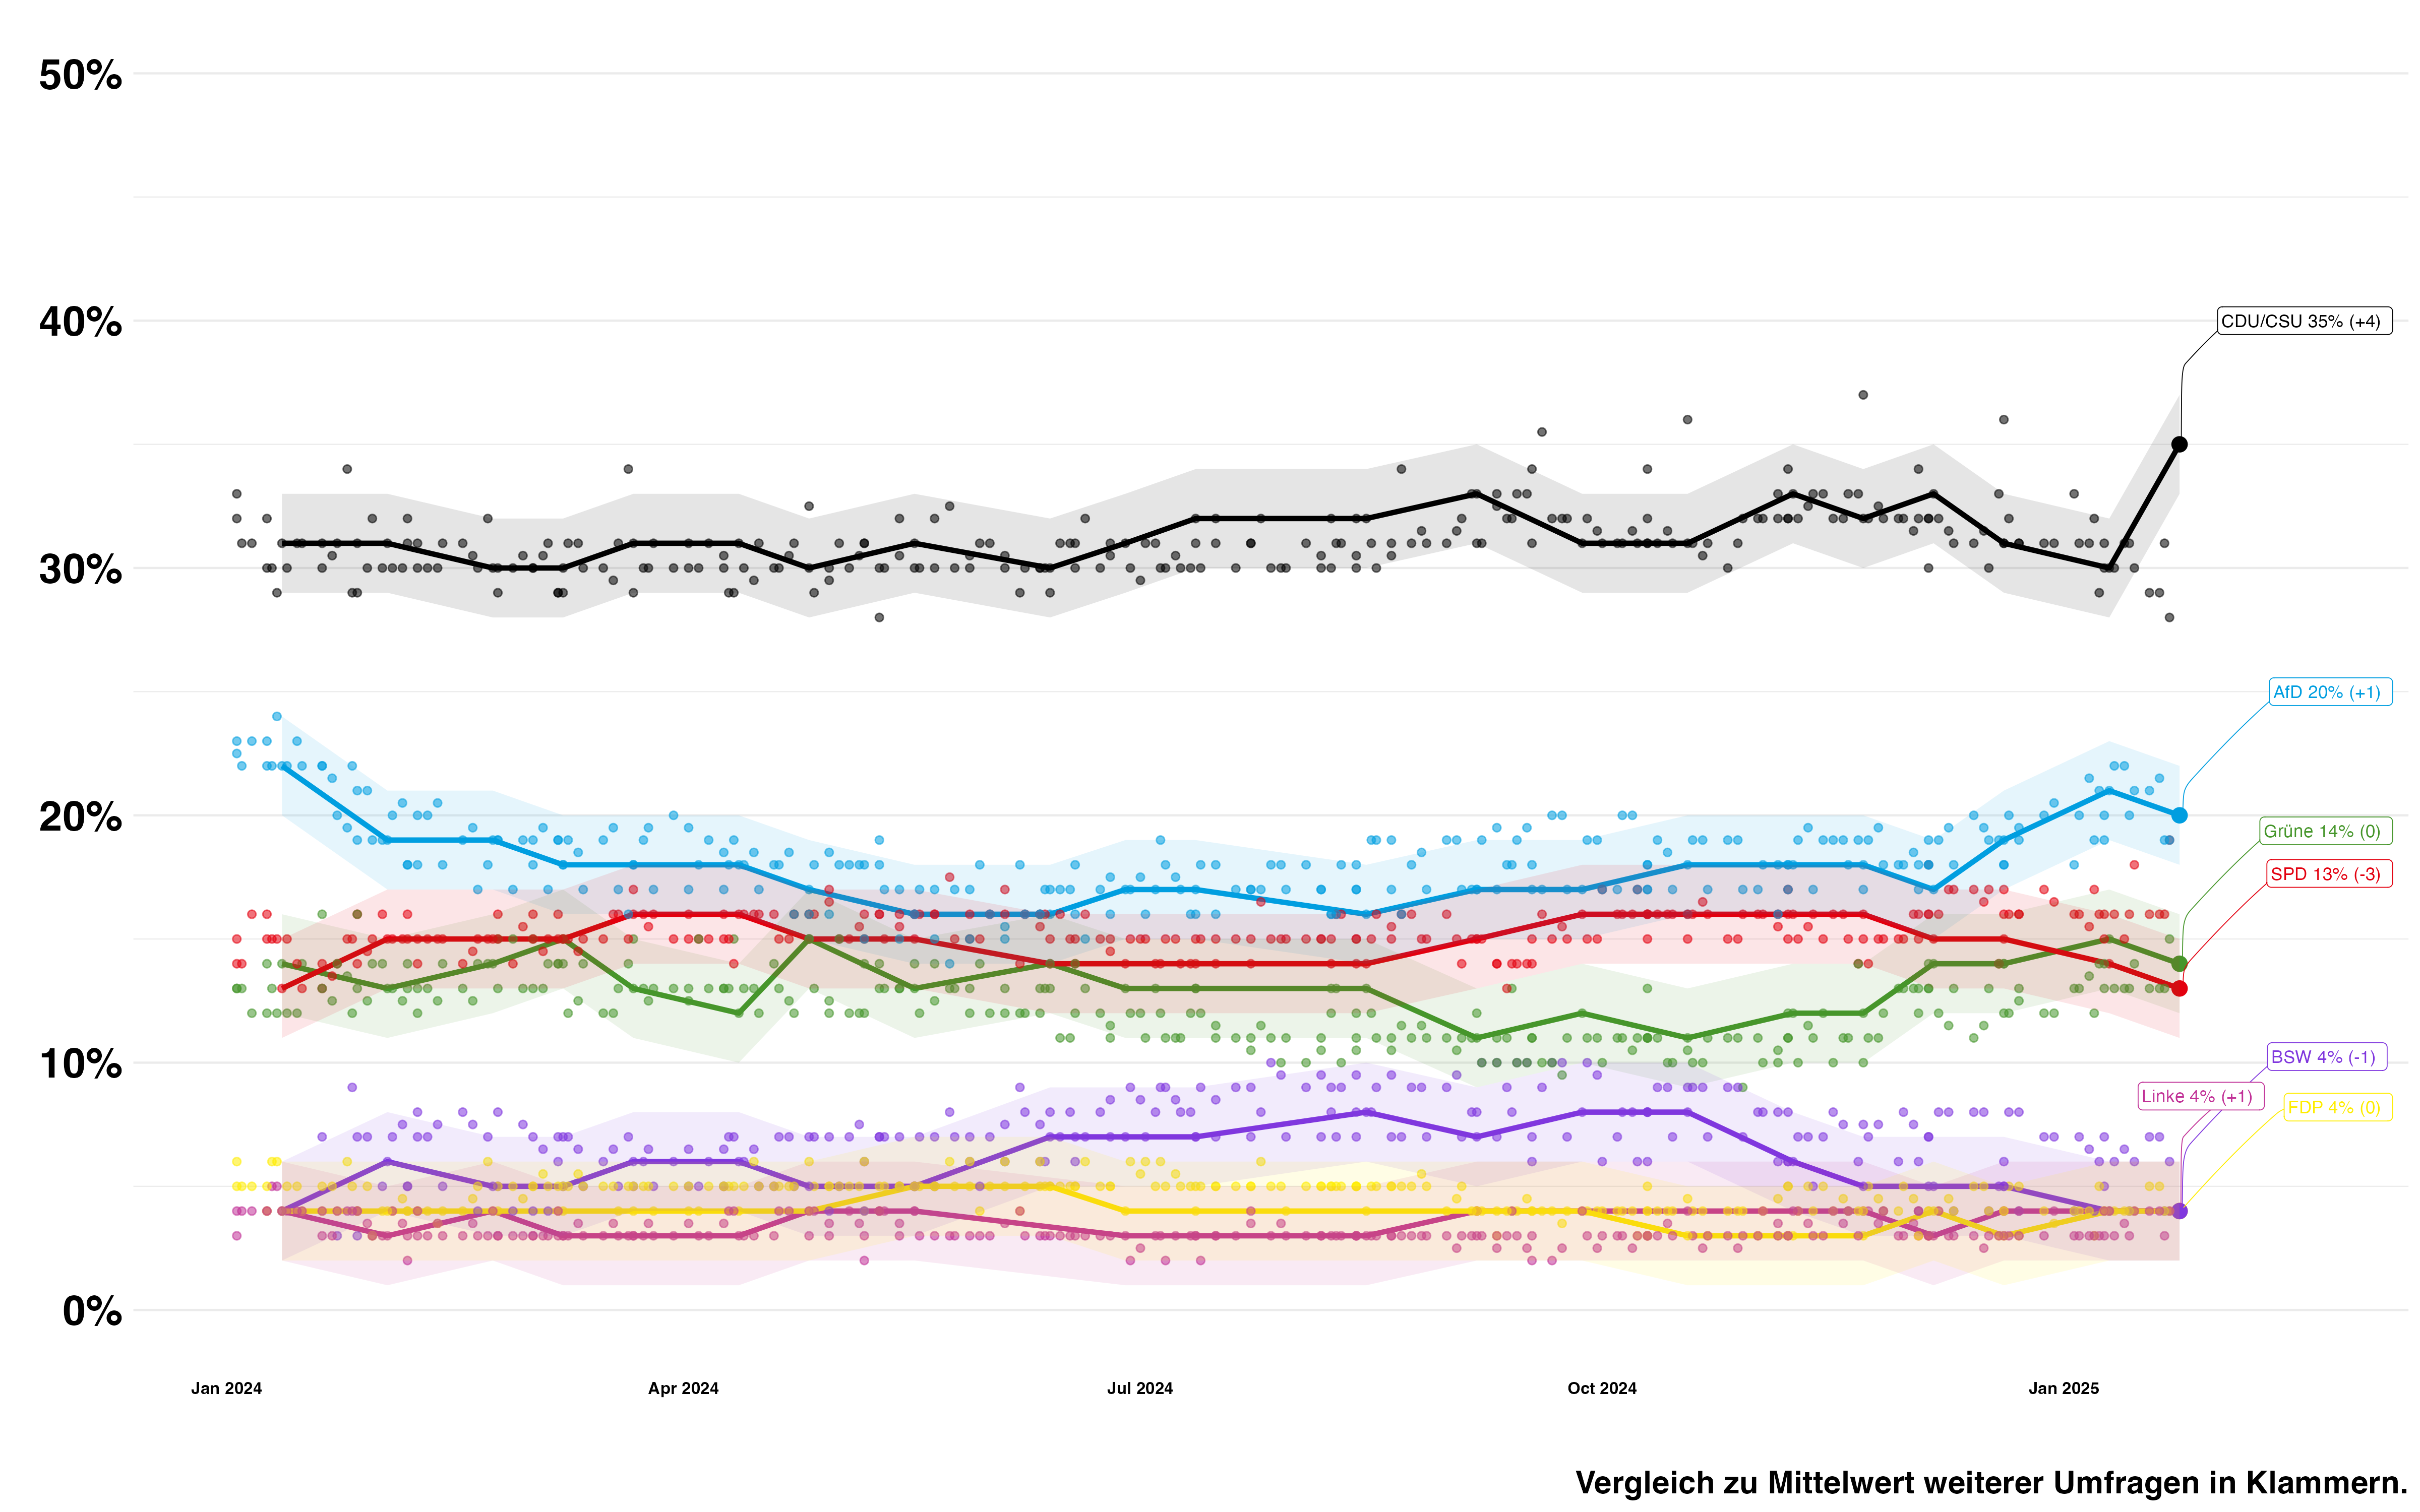 50%
40%
30%
20%
10%
0%
CDU/CSU 35% (+4)
AfD 20% (+1)
Grüne 14% (0)
SPD 13% (-3)
BSW 4% (-1)
Linke 4% (+1)
FDP 4% (0)
Jan 2024
Apr 2024
Jul 2024
Oct 2024
Jan 2025
Vergleich zu Mittelwert weiterer Umfragen in Klammern.